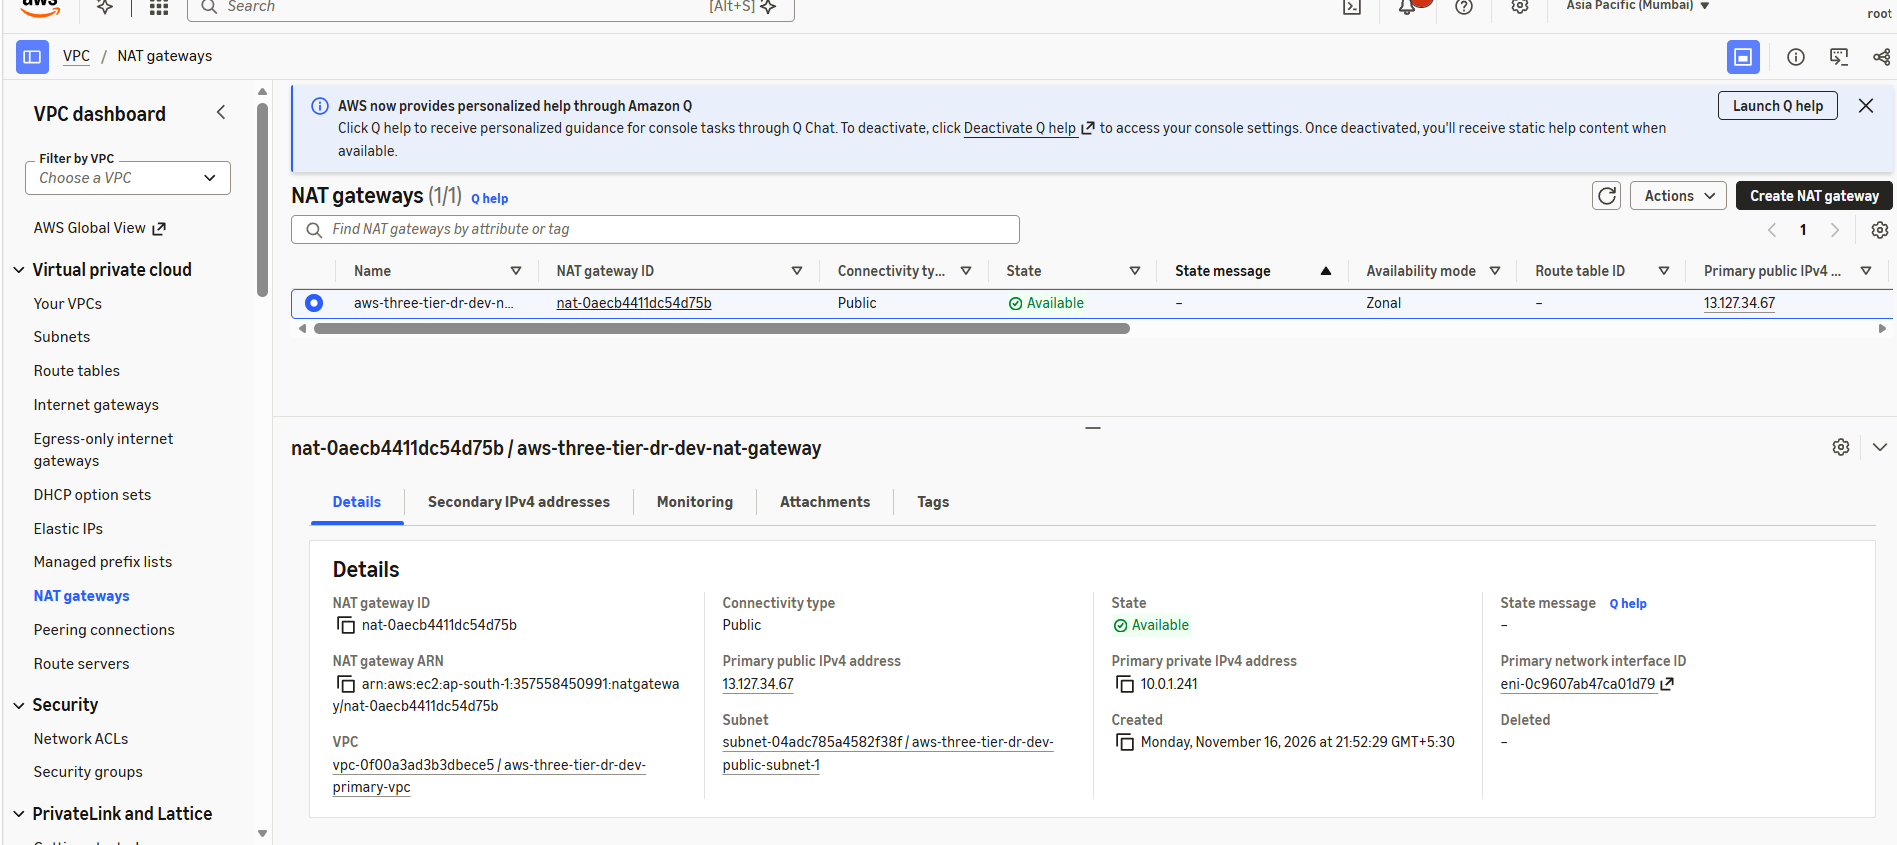 aws
Search
[Alt+S]
Asia Pacific (Mumbai)
root
VPC / NAT gateways
VPC dashboard
Filter by VPC
Choose a VPC
AWS Global View
Virtual private cloud
Your VPCs
Subnets
Route tables
Internet gateways
Egress-only internet
gateways
DHCP option sets
Elastic IPs
Managed prefix lists
NAT gateways
Peering connections
Route servers
Security
Network ACLs
Security groups
PrivateLink and Lattice
AWS now provides personalized help through Amazon Q
Click Q help to receive personalized guidance for console tasks through Q Chat. To deactivate, click Deactivate Q help to access your console settings. Once deactivated, you'll receive static help content when
available.
Launch Q help
NAT gateways (1/1) Q help
Actions
Create NAT gateway
Find NAT gateways by attribute or tag
1
Name NAT gateway ID Connectivity ty... State State message Availability mode Route table ID Primary public IPv4 ...
aws-three-tier-dr-dev-n... nat-0aecb4411dc54d75b Public Available – Zonal – 13.127.34.67
nat-0aecb4411dc54d75b / aws-three-tier-dr-dev-nat-gateway
Details Secondary IPv4 addresses Monitoring Attachments Tags
Details
NAT gateway ID
nat-0aecb4411dc54d75b
NAT gateway ARN
arn:aws:ec2:ap-south-1:357558450991:natgatewa
y/nat-0aecb4411dc54d75b
VPC
vpc-0f00a3ad3b3dbece5 / aws-three-tier-dr-dev-
primary-vpc
Connectivity type
Public
Primary public IPv4 address
13.127.34.67
Subnet
subnet-04adc785a4582f38f / aws-three-tier-dr-dev-
public-subnet-1
State
Available
Primary private IPv4 address
10.0.1.241
Created
Monday, November 16, 2026 at 21:52:29 GMT+5:30
State message Q help
–
Primary network interface ID
eni-0c9607ab47ca01d79
Deleted
–